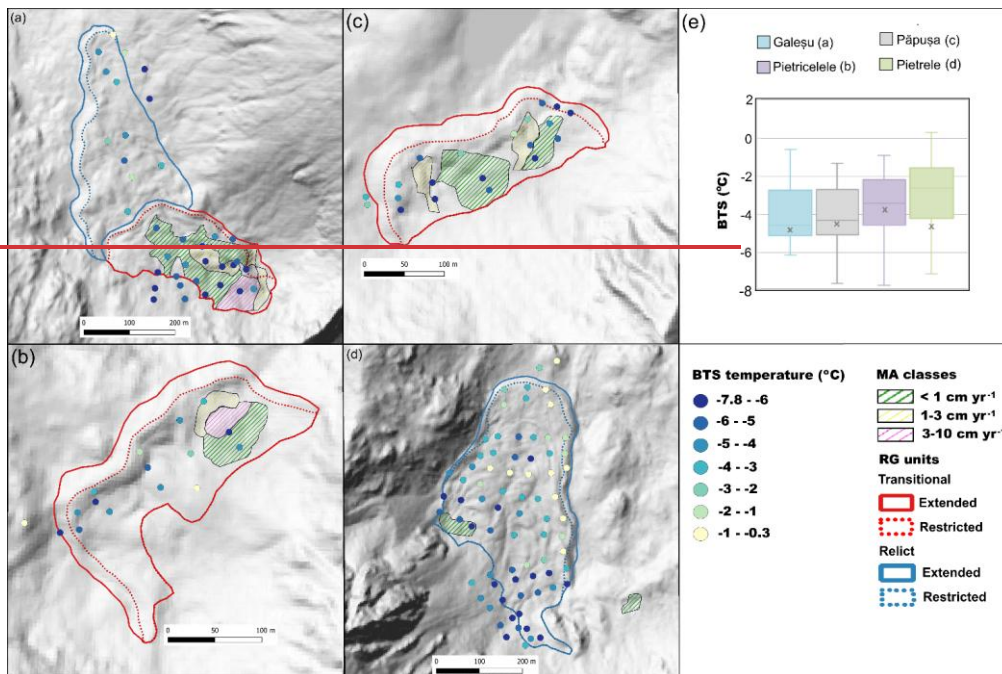 (a)
0 100 200 m
(c)
0 50 100 m
(e)
Galeșu (a)
Păpușa (c)
Pietricelele (b)
Pietrele (d)
BTS (°C)
2
0
-2
-4
-6
-8
(b)
0 50 100 m
(d)
0 100 200 m
BTS temperature (°C)
-7.8 - -6
-6 - -5
-5 - -4
-4 - -3
-3 - -2
-2 - -1
-1 - -0.3
MA classes
< 1 cm yr⁻¹
1-3 cm yr⁻¹
3-10 cm yr⁻¹
RG units
Transitional
Extended
Restricted
Relict
Extended
Restricted